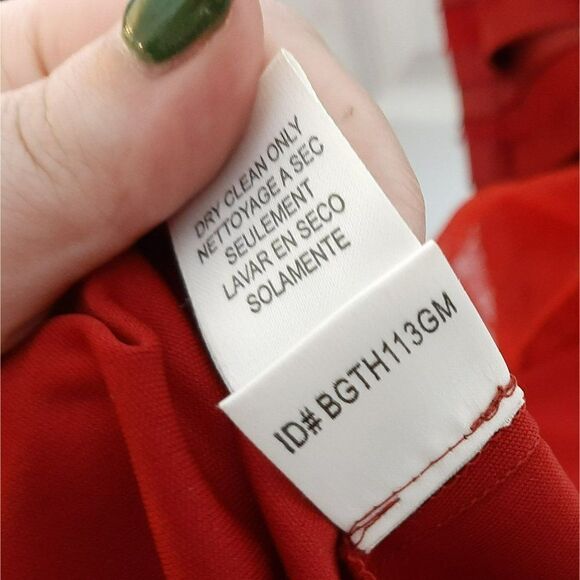 DRY CLEAN ONLY
NETTOYAGE A SEC
SEULEMENT
LAVAR EN SECO
SOLAMENTE
ID# BGTH113GM